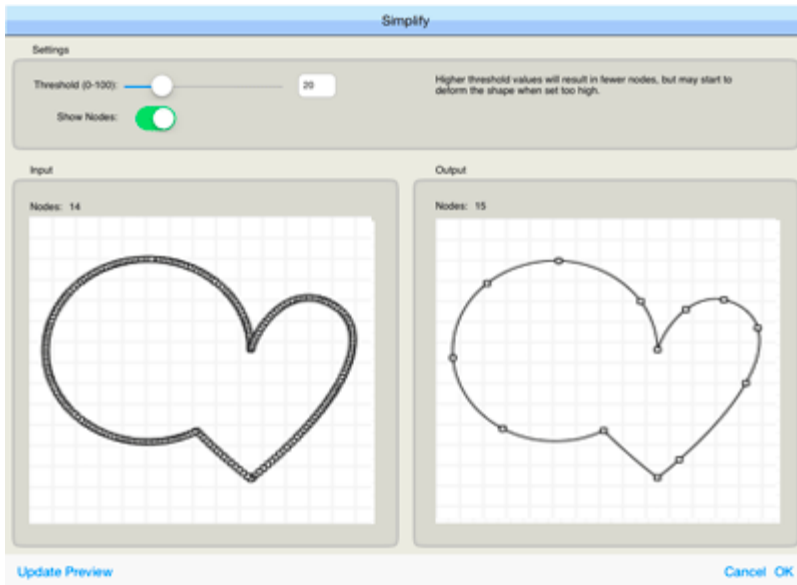 Simplify
Settings
Threshold (0-100):
20
Higher threshold values will result in fewer nodes, but may start to
deform the shape when set too high.
Show Nodes:
Input
Output
Nodes: 14
Nodes: 15
Update Preview
Cancel OK